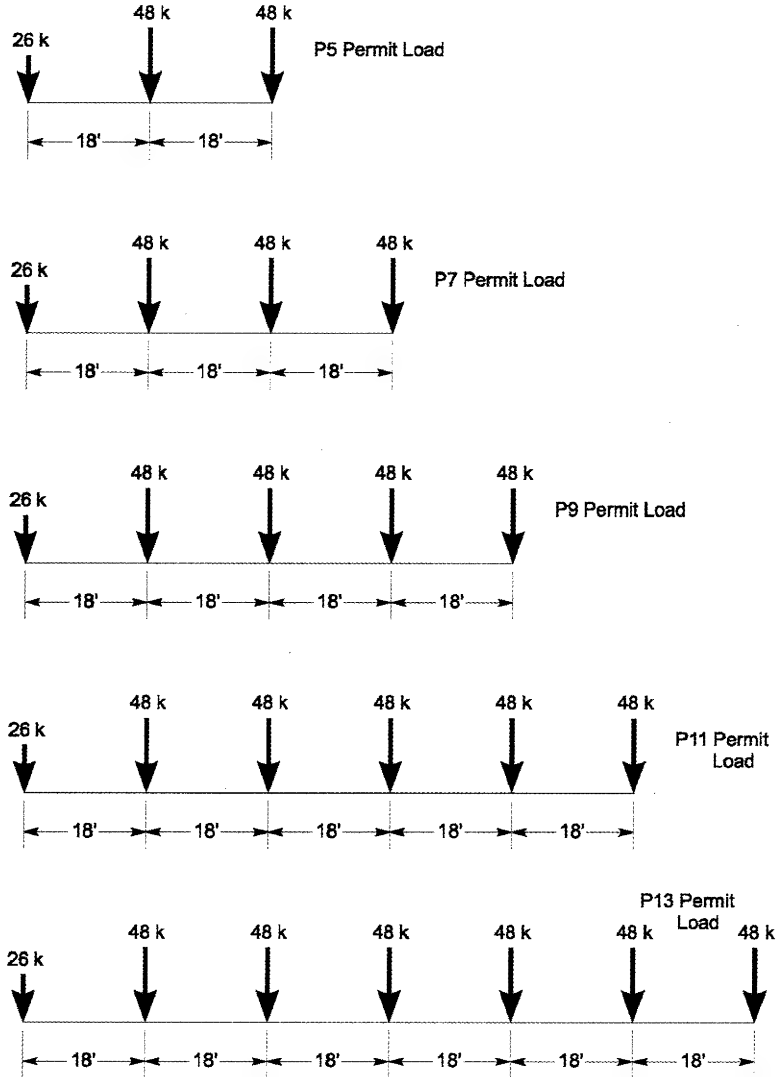 48 k 48 k
26 k
P5 Permit Load
18' 18'
48 k 48 k 48 k
26 k
P7 Permit Load
18' 18' 18'
48 k 48 k 48 k 48 k
26 k
P9 Permit Load
18' 18' 18' 18'
48 k 48 k 48 k 48 k 48 k
26 k
P11 Permit
Load
18' 18' 18' 18' 18'
P13 Permit
Load
48 k 48 k 48 k 48 k 48 k 48 k
26 k
18' 18' 18' 18' 18' 18'